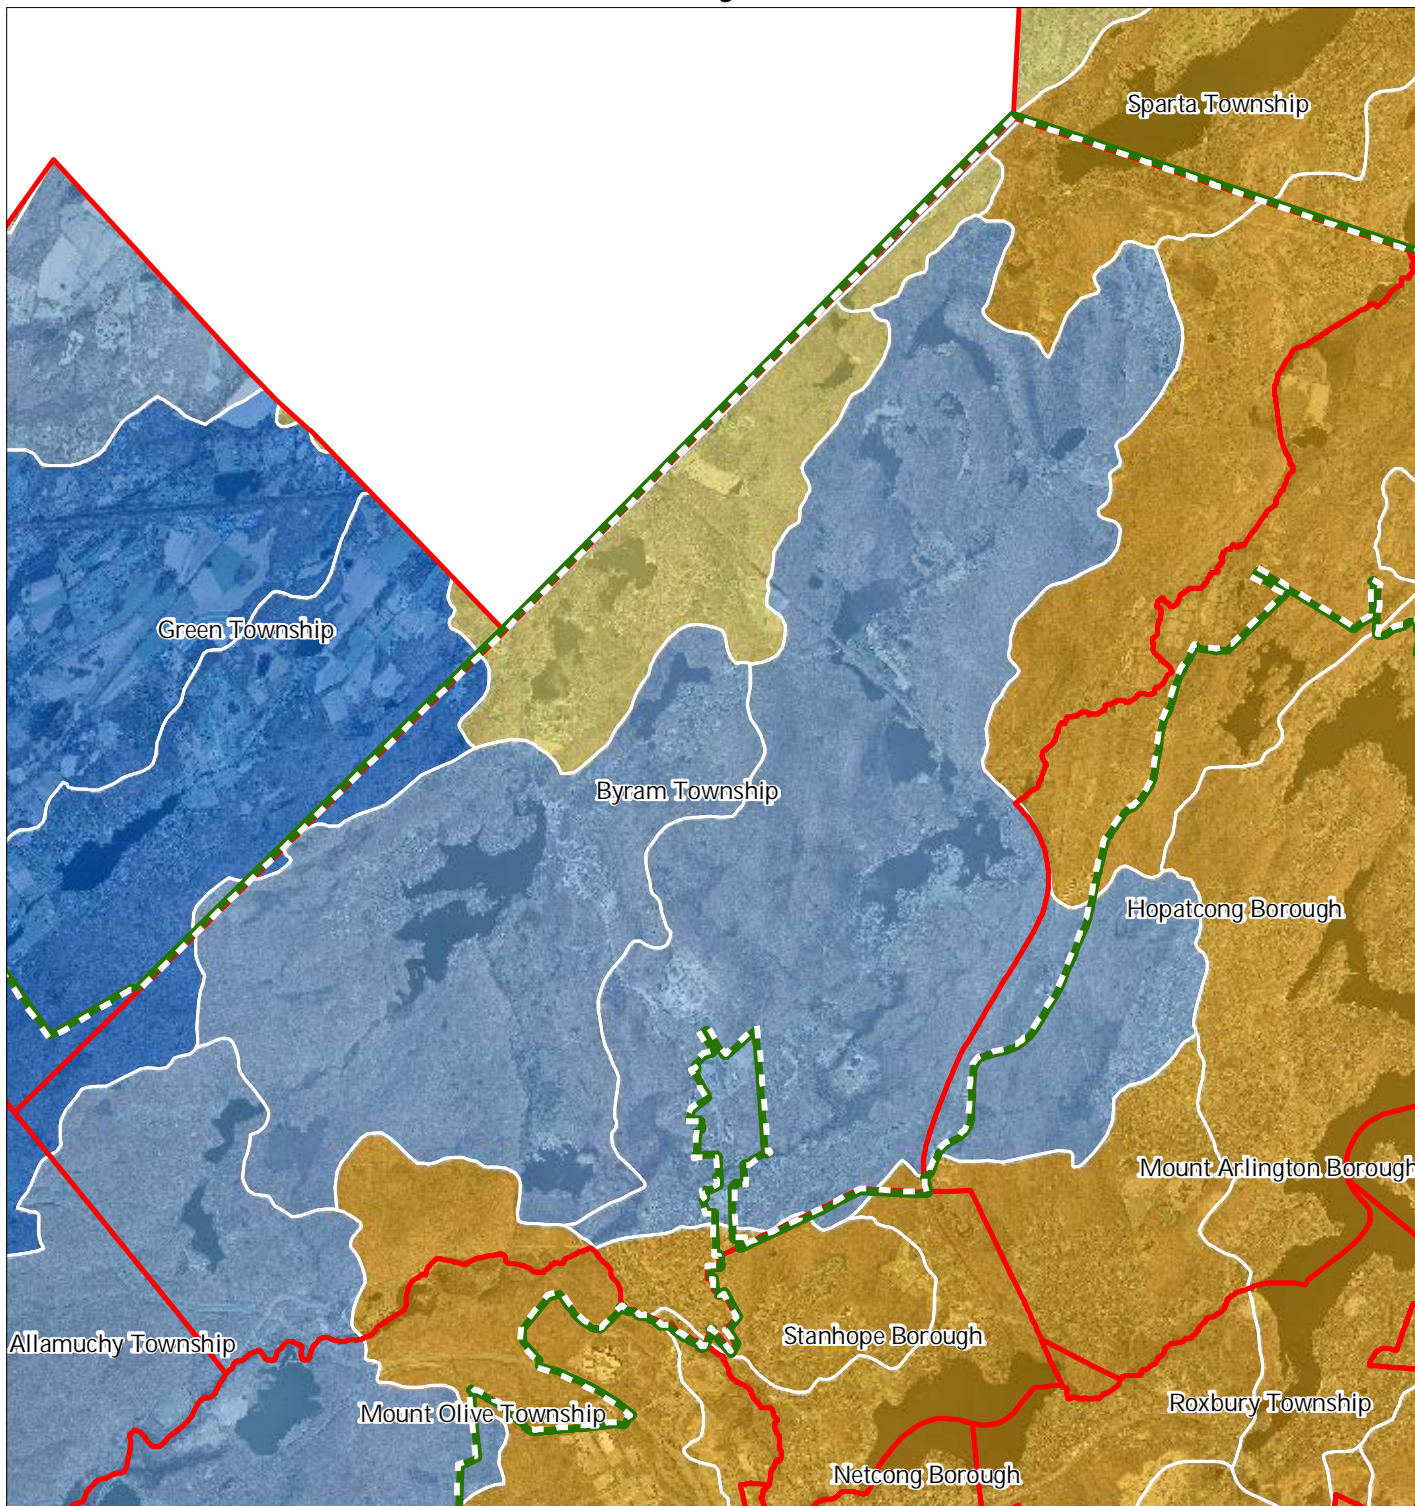 Sparta Township
Green Township
Byram Township
Hopatcong Borough
Mount Arlington Borough
Stanhope Borough
Allamuchy Township
Roxbury Township
Mount Olive Township
Netcong Borough